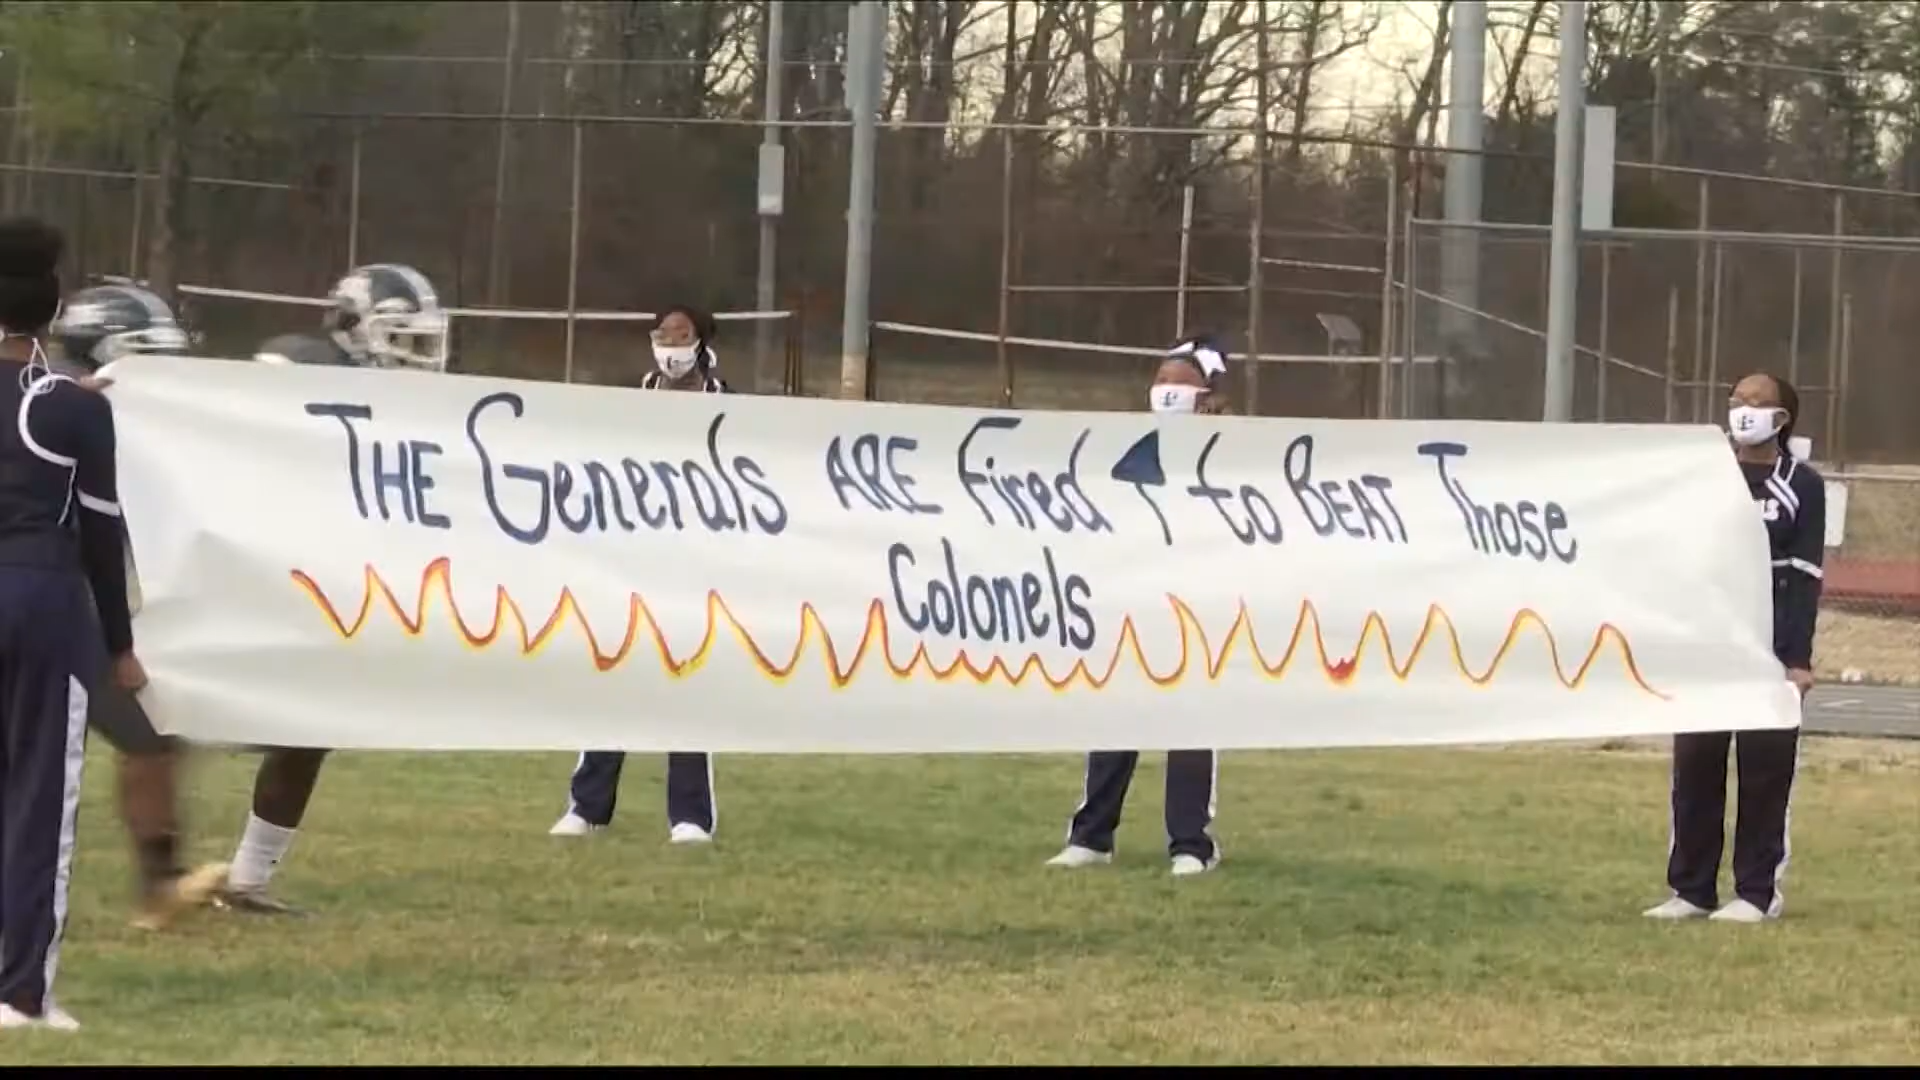 THE Generals ARE Fired ↑ to BEAT Those
Colonels